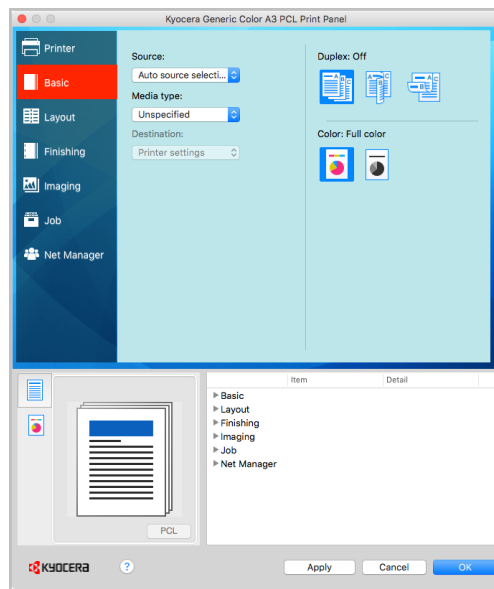 Kyocera Generic Color A3 PCL Print Panel
Printer
Basic
Layout
Finishing
Imaging
Job
Net Manager
Source:
Auto source selecti...
Media type:
Unspecified
Destination:
Printer settings
Duplex: Off
Color: Full color
Item Detail
Basic
Layout
Finishing
Imaging
Job
Net Manager
PCL
KYOCERA ? Apply Cancel OK